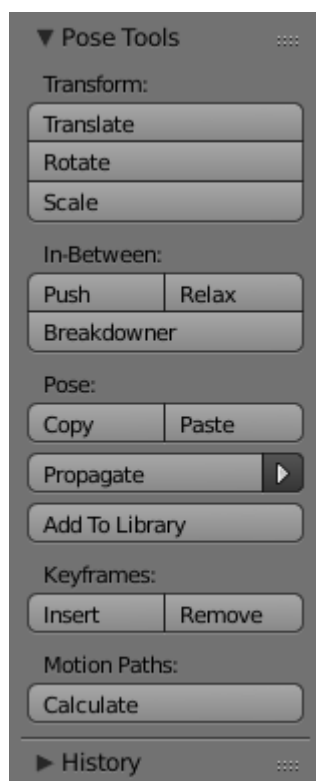 Pose Tools
Transform:
Translate
Rotate
Scale
In-Between:
Push Relax
Breakdowner
Pose:
Copy Paste
Propagate
Add To Library
Keyframes:
Insert Remove
Motion Paths:
Calculate
History